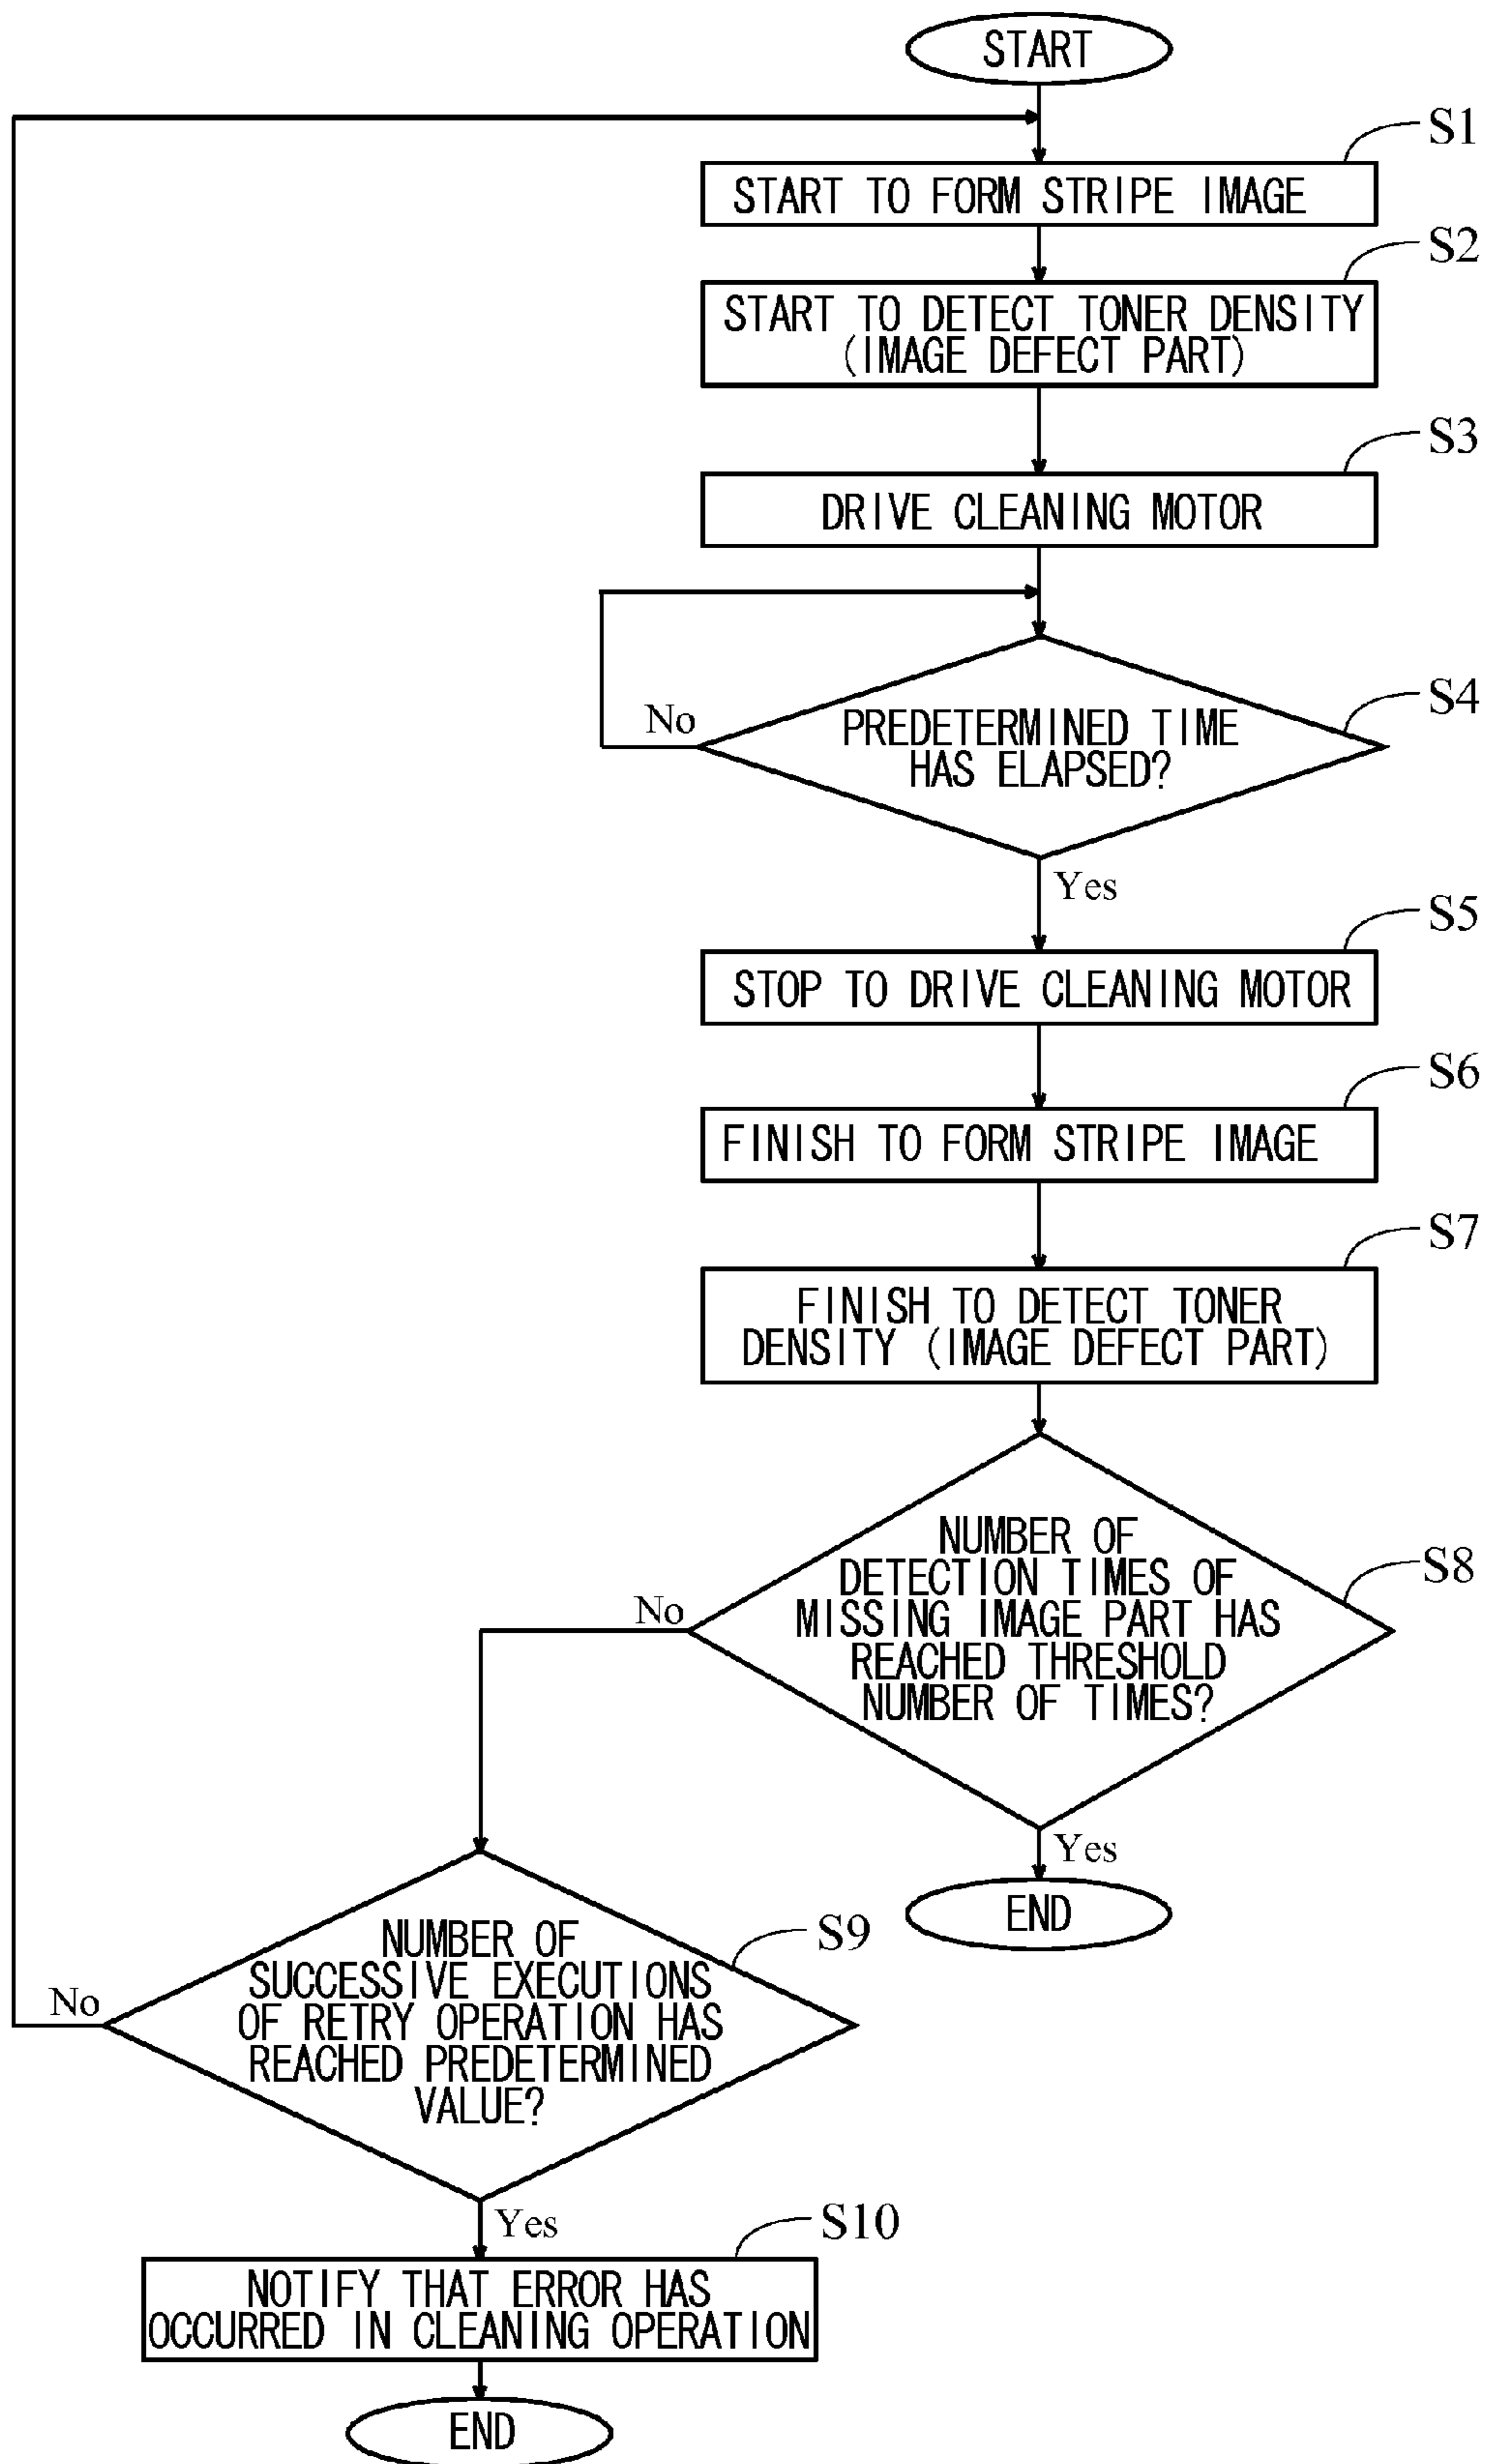 START
S1
START TO FORM STRIPE IMAGE
S2
START TO DETECT TONER DENSITY
(IMAGE DEFECT PART)
S3
DRIVE CLEANING MOTOR
S4
No
PREDETERMINED TIME
HAS ELAPSED?
Yes
S5
STOP TO DRIVE CLEANING MOTOR
S6
FINISH TO FORM STRIPE IMAGE
S7
FINISH TO DETECT TONER
DENSITY (IMAGE DEFECT PART)
S8
No
NUMBER OF
DETECTION TIMES OF
MISSING IMAGE PART HAS
REACHED THRESHOLD
NUMBER OF TIMES?
Yes
END
S9
No
NUMBER OF
SUCCESSIVE EXECUTIONS
OF RETRY OPERATION HAS
REACHED PREDETERMINED
VALUE?
Yes
S10
NOTIFY THAT ERROR HAS
OCCURRED IN CLEANING OPERATION
END